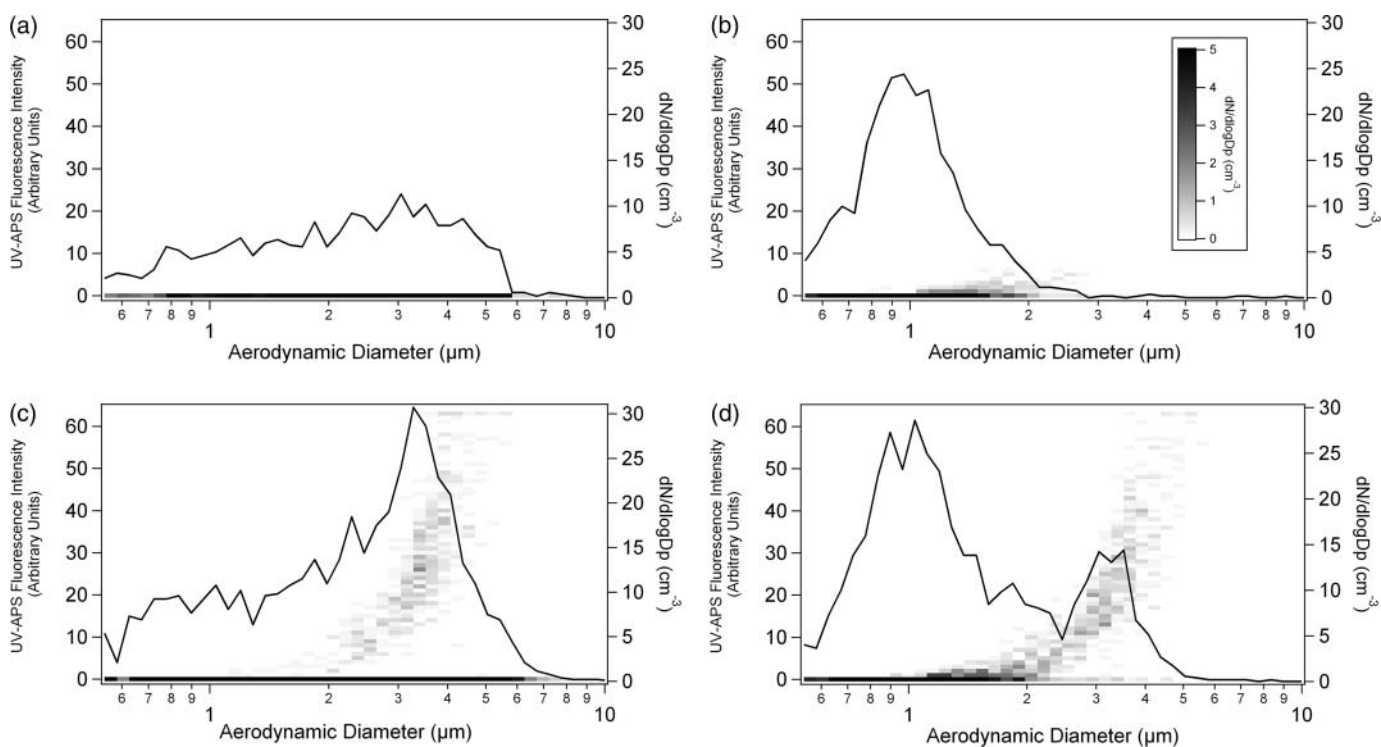 (a)
60
50
40
30
20
10
0
UV-APS Fluorescence Intensity
(Arbitrary Units)
30
25
20
15
10
5
0
dN/dlogDp (cm-3)
6 7 8 9 2 3 4 5 6 7 8 9
1 10
Aerodynamic Diameter (µm)
(b)
60
50
40
30
20
10
0
UV-APS Fluorescence Intensity
(Arbitrary Units)
5
4
3
2
1
0
dN/dlogDp (cm-3)
30
25
20
15
10
5
0
dN/dlogDp (cm-3)
6 7 8 9 2 3 4 5 6 7 8 9
1 10
Aerodynamic Diameter (µm)
(c)
60
50
40
30
20
10
0
UV-APS Fluorescence Intensity
(Arbitrary Units)
30
25
20
15
10
5
0
dN/dlogDp (cm-3)
6 7 8 9 2 3 4 5 6 7 8 9
1 10
Aerodynamic Diameter (µm)
(d)
60
50
40
30
20
10
0
UV-APS Fluorescence Intensity
(Arbitrary Units)
30
25
20
15
10
5
0
dN/dlogDp (cm-3)
6 7 8 9 2 3 4 5 6 7 8 9
1 10
Aerodynamic Diameter (µm)